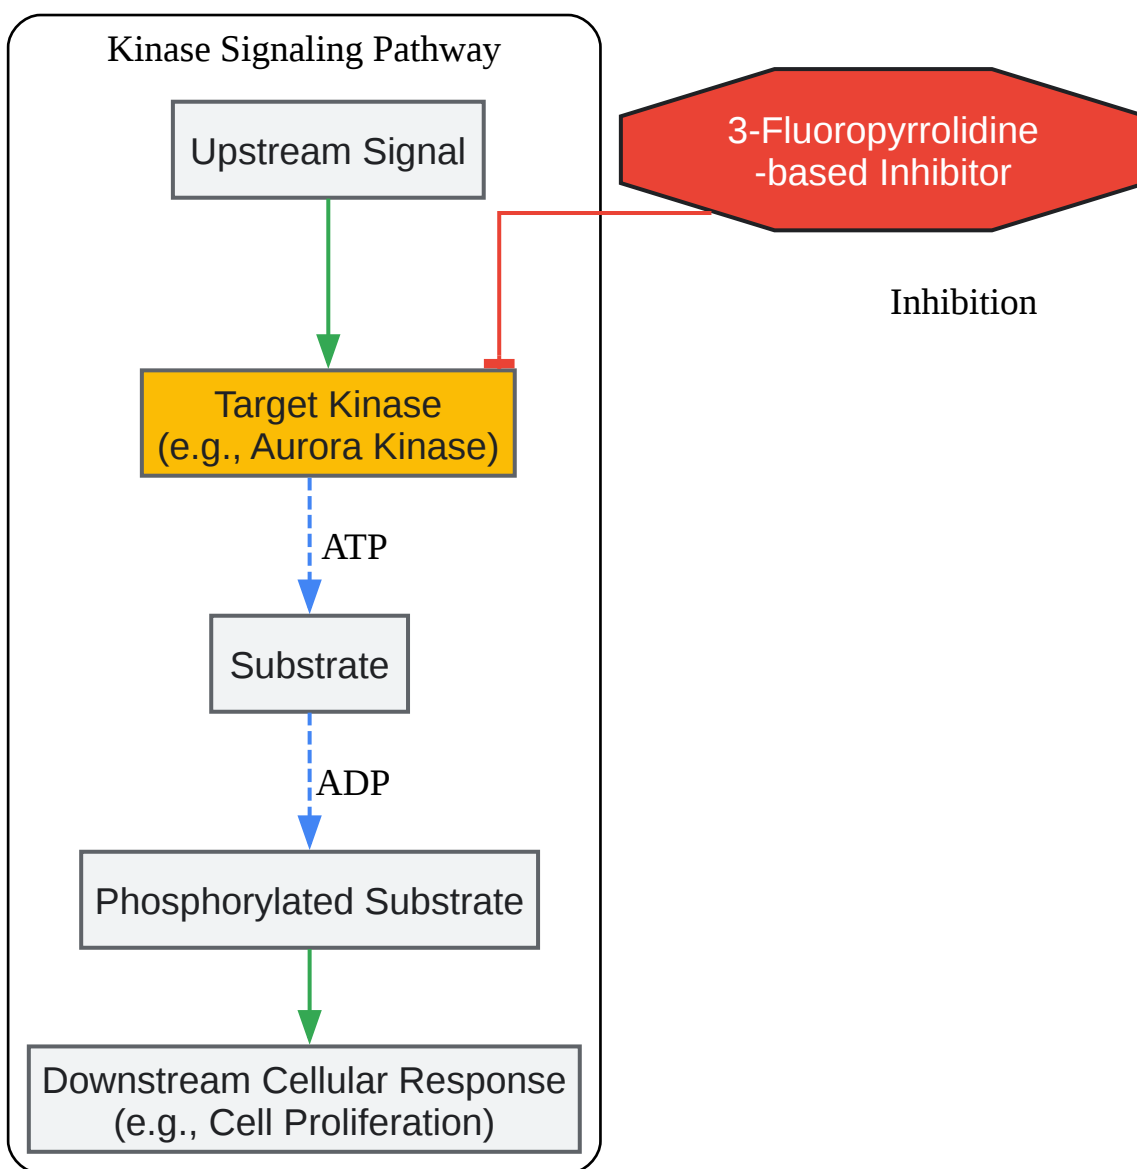 Kinase Signaling Pathway
Upstream Signal
3-Fluoropyrrolidine
-based Inhibitor
Inhibition
Target Kinase
(e.g., Aurora Kinase)
ATP
Substrate
ADP
Phosphorylated Substrate
Downstream Cellular Response
(e.g., Cell Proliferation)